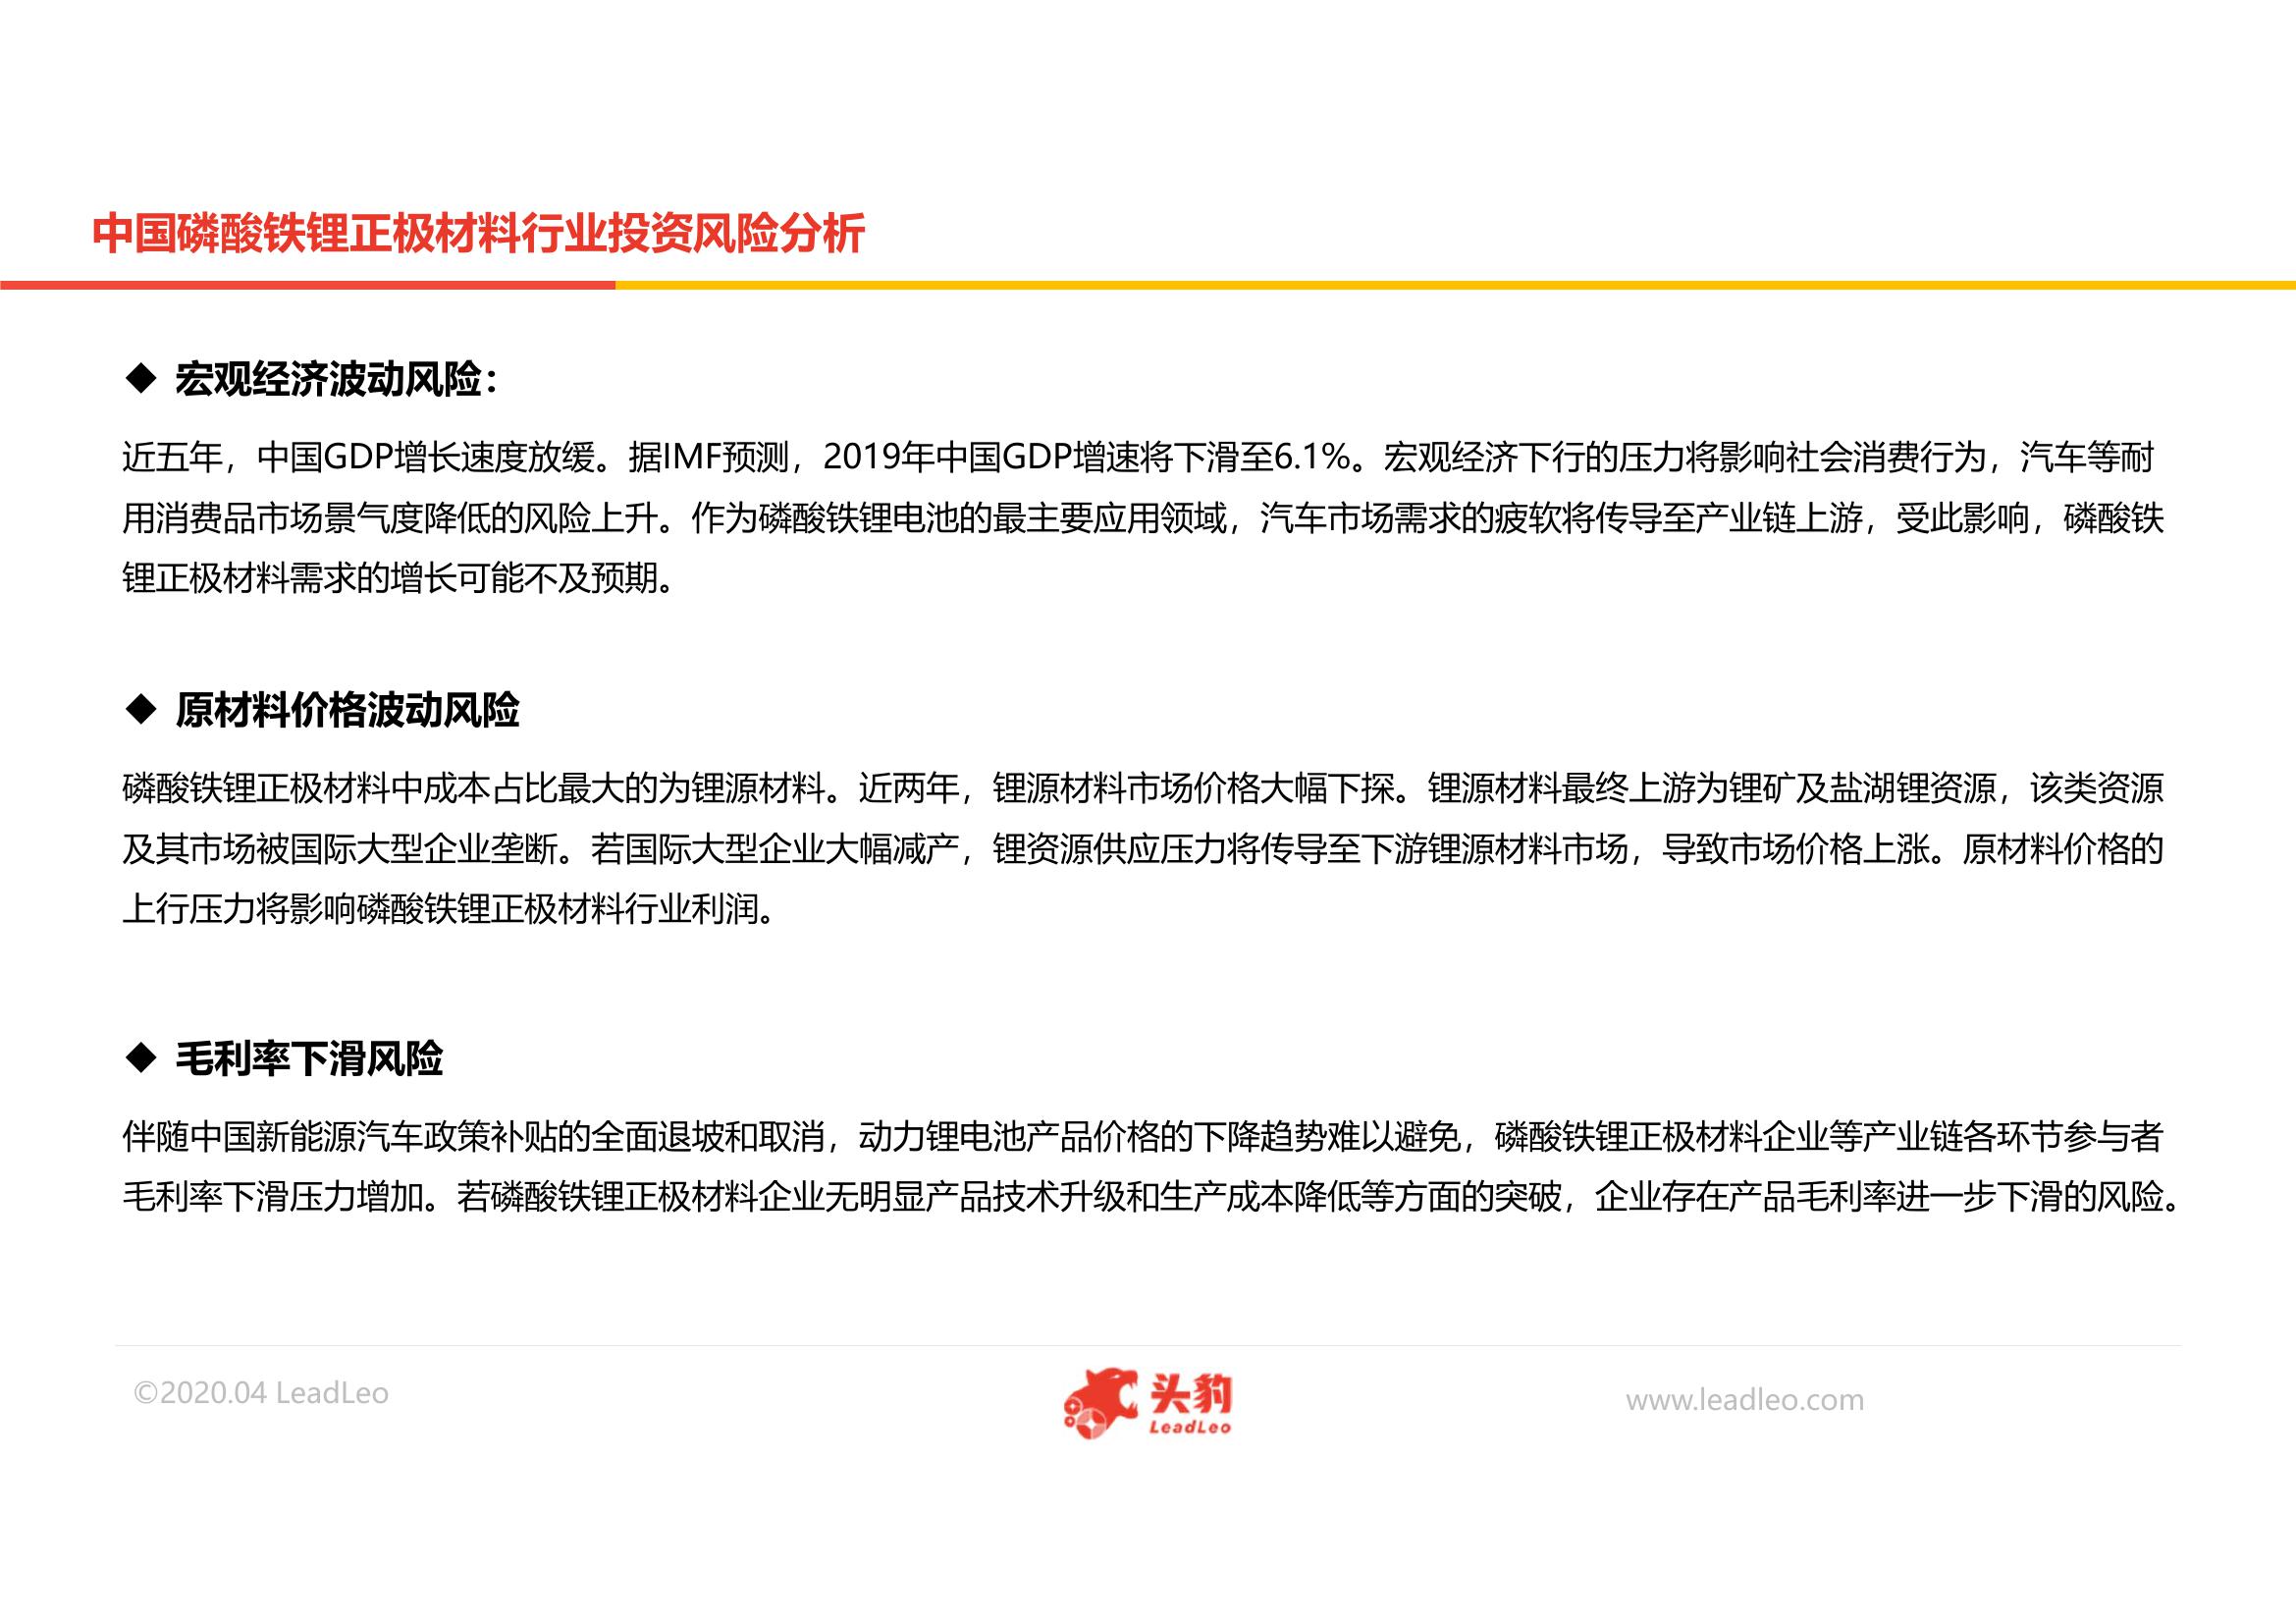 中国磷酸铁锂正极材料行业投资风险分析
◆ 宏观经济波动风险：
近五年，中国GDP增长速度放缓。据IMF预测，2019年中国GDP增速将下滑至6.1%。宏观经济下行的压力将影响社会消费行为，汽车等耐
用消费品市场景气度降低的风险上升。作为磷酸铁锂电池的最主要应用领域，汽车市场需求的疲软将传导至产业链上游，受此影响，磷酸铁
锂正极材料需求的增长可能不及预期。
◆ 原材料价格波动风险
磷酸铁锂正极材料中成本占比最大的为锂源材料。近两年，锂源材料市场价格大幅下探。锂源材料最终上游为锂矿及盐湖锂资源，该类资源
及其市场被国际大型企业垄断。若国际大型企业大幅减产，锂资源供应压力将传导至下游锂源材料市场，导致市场价格上涨。原材料价格的
上行压力将影响磷酸铁锂正极材料行业利润。
◆ 毛利率下滑风险
伴随中国新能源汽车政策补贴的全面退坡和取消，动力锂电池产品价格的下降趋势难以避免，磷酸铁锂正极材料企业等产业链各环节参与者
毛利率下滑压力增加。若磷酸铁锂正极材料企业无明显产品技术升级和生产成本降低等方面的突破，企业存在产品毛利率进一步下滑的风险。
©2020.04 LeadLeo
头豹
LeadLeo
www.leadleo.com